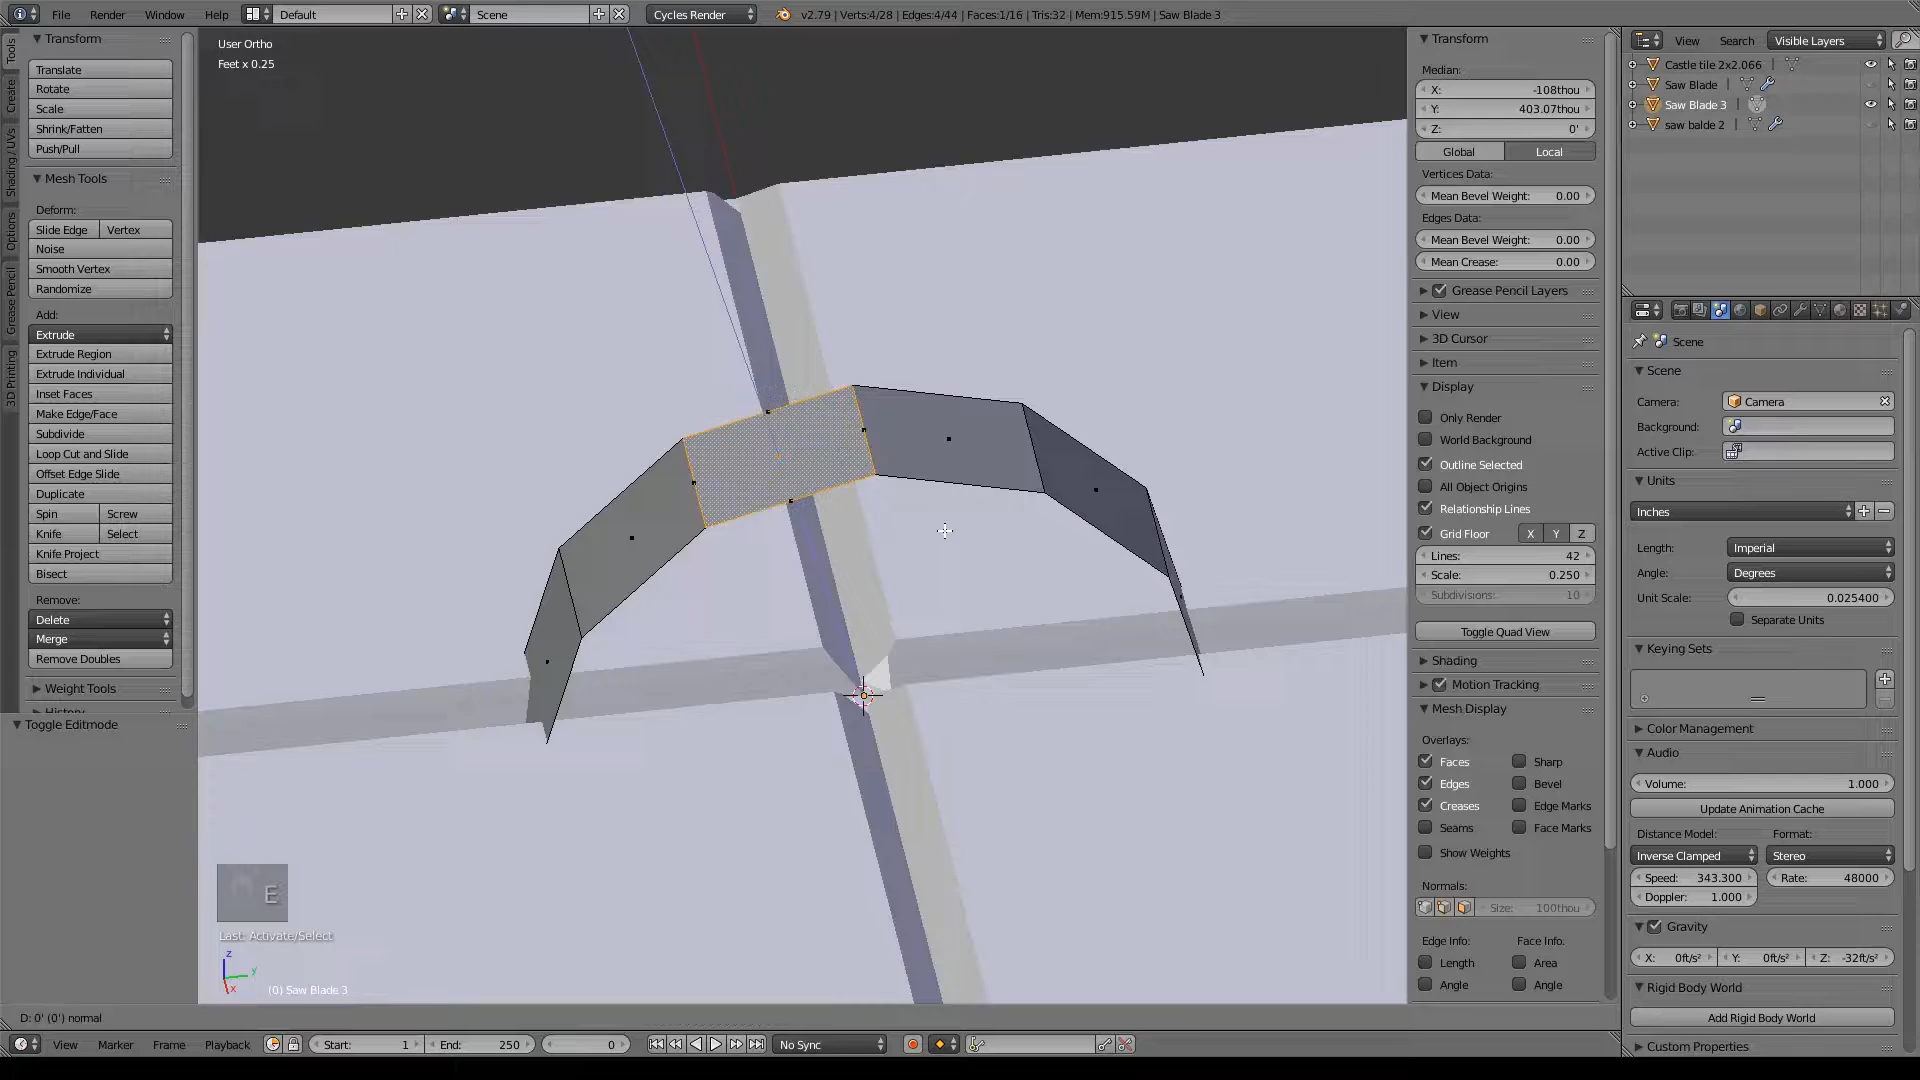 File Render Window Help Default Scene Cycles Render v2.79 | Verts:4/28 | Edges:4/44 | Faces:1/16 | Tris:32 | Mem:915.59M | Saw Blade 3
Tools
Create
Shading / UVs
Options
Grease Pencil
3D Printing
Transform
Translate
Rotate
Scale
Shrink/Fatten
Push/Pull
Mesh Tools
Deform:
Slide Edge Vertex
Noise
Smooth Vertex
Randomize
Add:
Extrude
Extrude Region
Extrude Individual
Inset Faces
Make Edge/Face
Subdivide
Loop Cut and Slide
Offset Edge Slide
Duplicate
Spin Screw
Knife Select
Knife Project
Bisect
Remove:
Delete
Merge
Remove Doubles
Weight Tools
History
Toggle Editmode
User Ortho
Feet x 0.25
E
Last: Activate/Select
z
y
x
(0) Saw Blade 3
D: 0' (0') normal
View Marker Frame Playback Start: 1 End: 250 0 No Sync
Transform
Median:
X: -108thou
Y: 403.07thou
Z: 0'
Global Local
Vertices Data:
Mean Bevel Weight: 0.00
Edges Data:
Mean Bevel Weight: 0.00
Mean Crease: 0.00
Grease Pencil Layers
View
3D Cursor
Item
Display
Only Render
World Background
Outline Selected
All Object Origins
Relationship Lines
Grid Floor X Y Z
Lines: 42
Scale: 0.250
Subdivisions: 10
Toggle Quad View
Shading
Motion Tracking
Mesh Display
Overlays:
Faces Sharp
Edges Bevel
Creases Edge Marks
Seams Face Marks
Show Weights
Normals:
Size: 100thou
Edge Info: Face Info:
Length Area
Angle Angle
View Search Visible Layers
Castle tile 2x2.066
Saw Blade
Saw Blade 3
saw balde 2
Scene
Scene
Camera: Camera
Background:
Active Clip:
Units
Inches
Length: Imperial
Angle: Degrees
Unit Scale: 0.025400
Separate Units
Keying Sets
Color Management
Audio
Volume: 1.000
Update Animation Cache
Distance Model: Format:
Inverse Clamped Stereo
Speed: 343.300 Rate: 48000
Doppler: 1.000
Gravity
X: 0ft/s² Y: 0ft/s² Z: -32ft/s²
Rigid Body World
Add Rigid Body World
Custom Properties